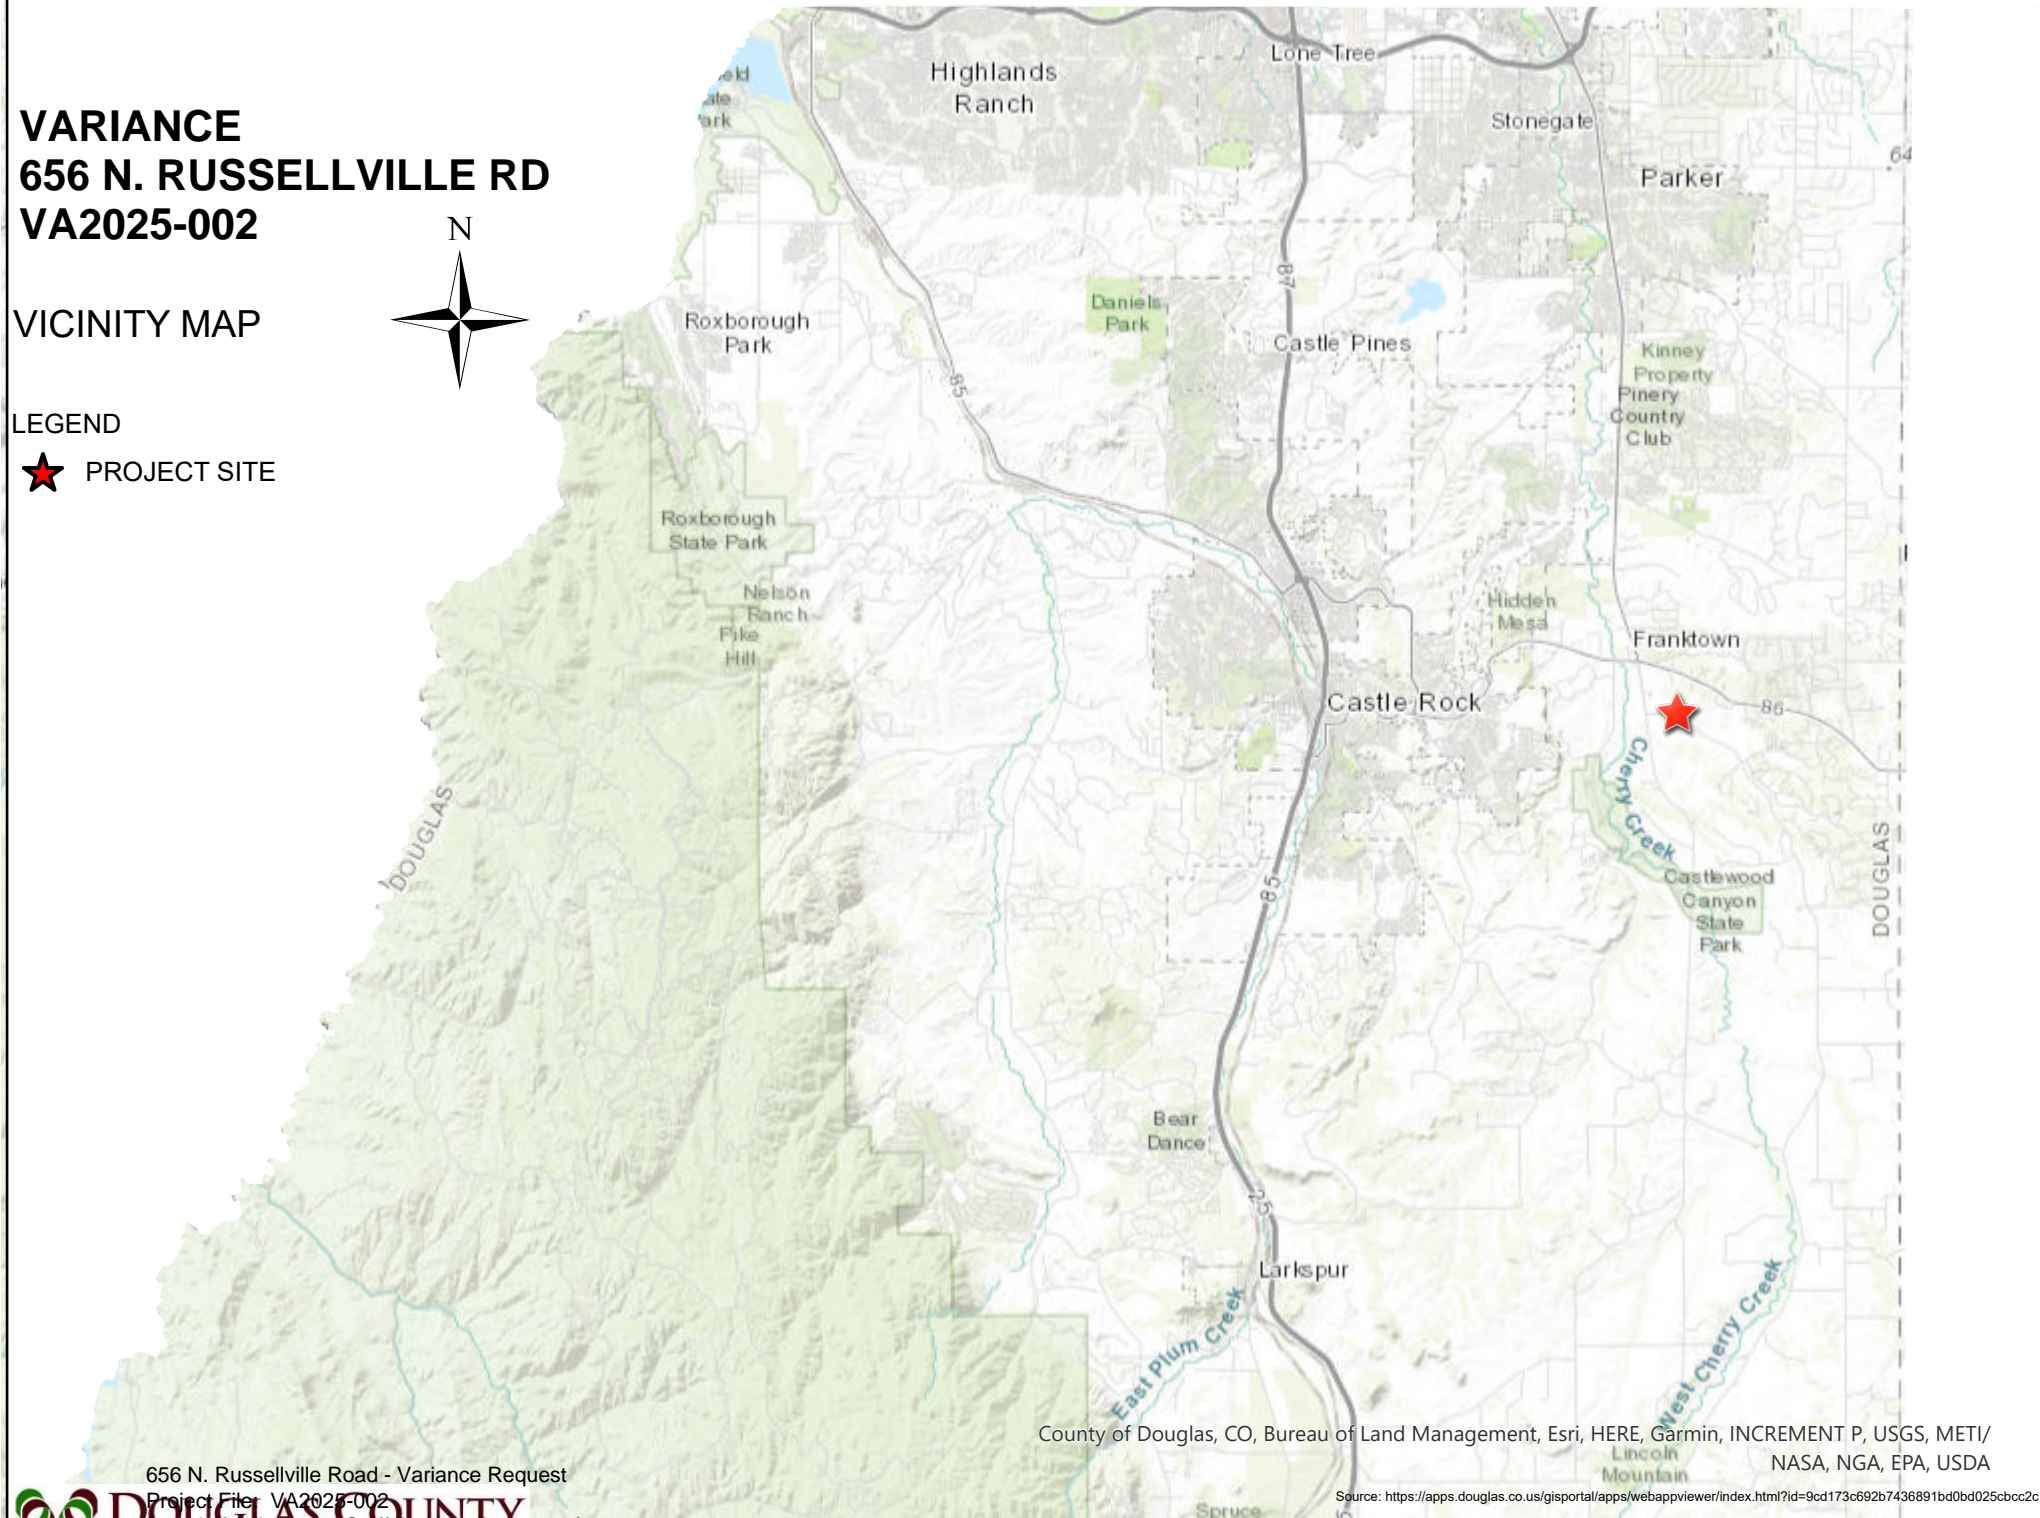 VARIANCE
656 N. RUSSELLVILLE RD
VA2025-002
N
VICINITY MAP
LEGEND
PROJECT SITE
Highlands
Ranch
Lone Tree
Stonegate
Parker
64
ark
Roxborough
Park
Daniels
Park
87
Castle Pines
85
Kinney
Property
Pinery
Country
Club
Roxborough
State Park
Nelson
Ranch
Pike
Hill
Hidden
Mesa
Franktown
Castle Rock
86
Cherry Creek
DOUGLAS
DOUGLAS
85
Castlewood
Canyon
State
Park
Bear
Dance
25
Larkspur
East Plum Creek
West Cherry Creek
County of Douglas, CO, Bureau of Land Management, Esri, HERE, Garmin, INCREMENT P, USGS, METI/
NASA, NGA, EPA, USDA
Lincoln
Mountain
Spruce
Source: https://apps.douglas.co.us/gisportal/apps/webappviewer/index.html?id=9cd173c692b7436891bd0bd025cbcc2c
656 N. Russellville Road - Variance Request
Project File: VA2025-002
DOUGLAS COUNTY